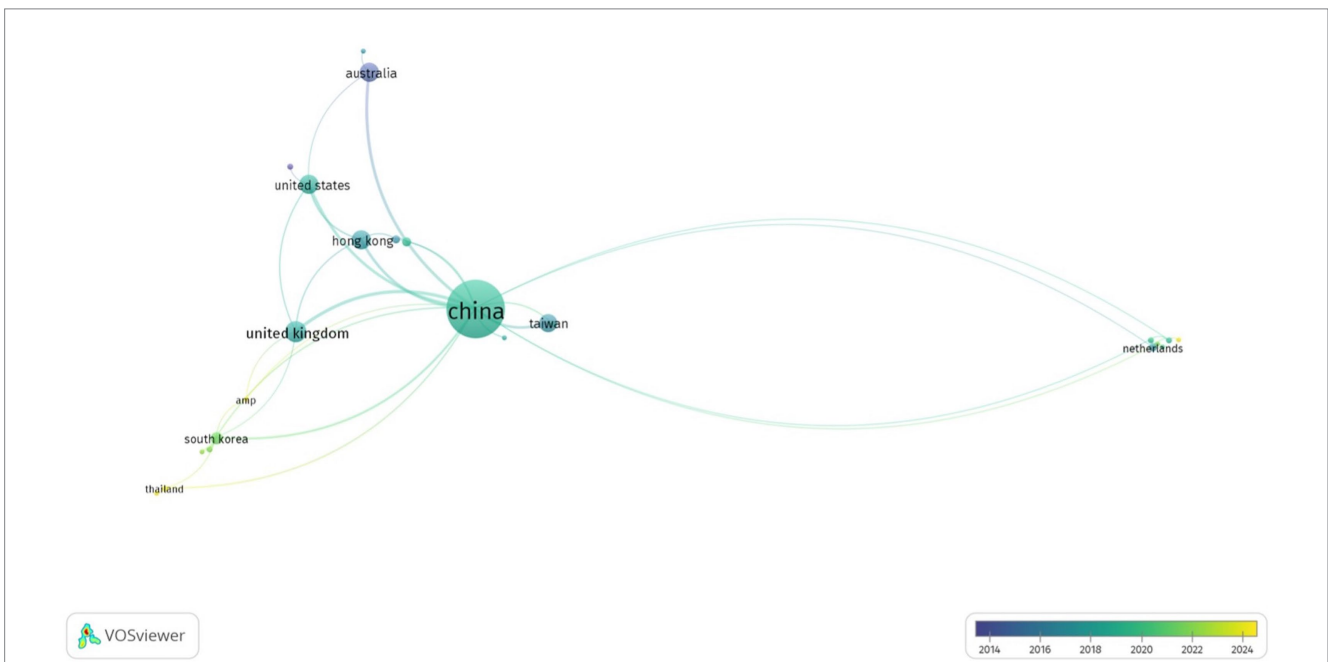 australia
united states
hong kong
china
taiwan
united kingdom
netherlands
amp
south korea
thailand
VOSviewer
2014 2016 2018 2020 2022 2024